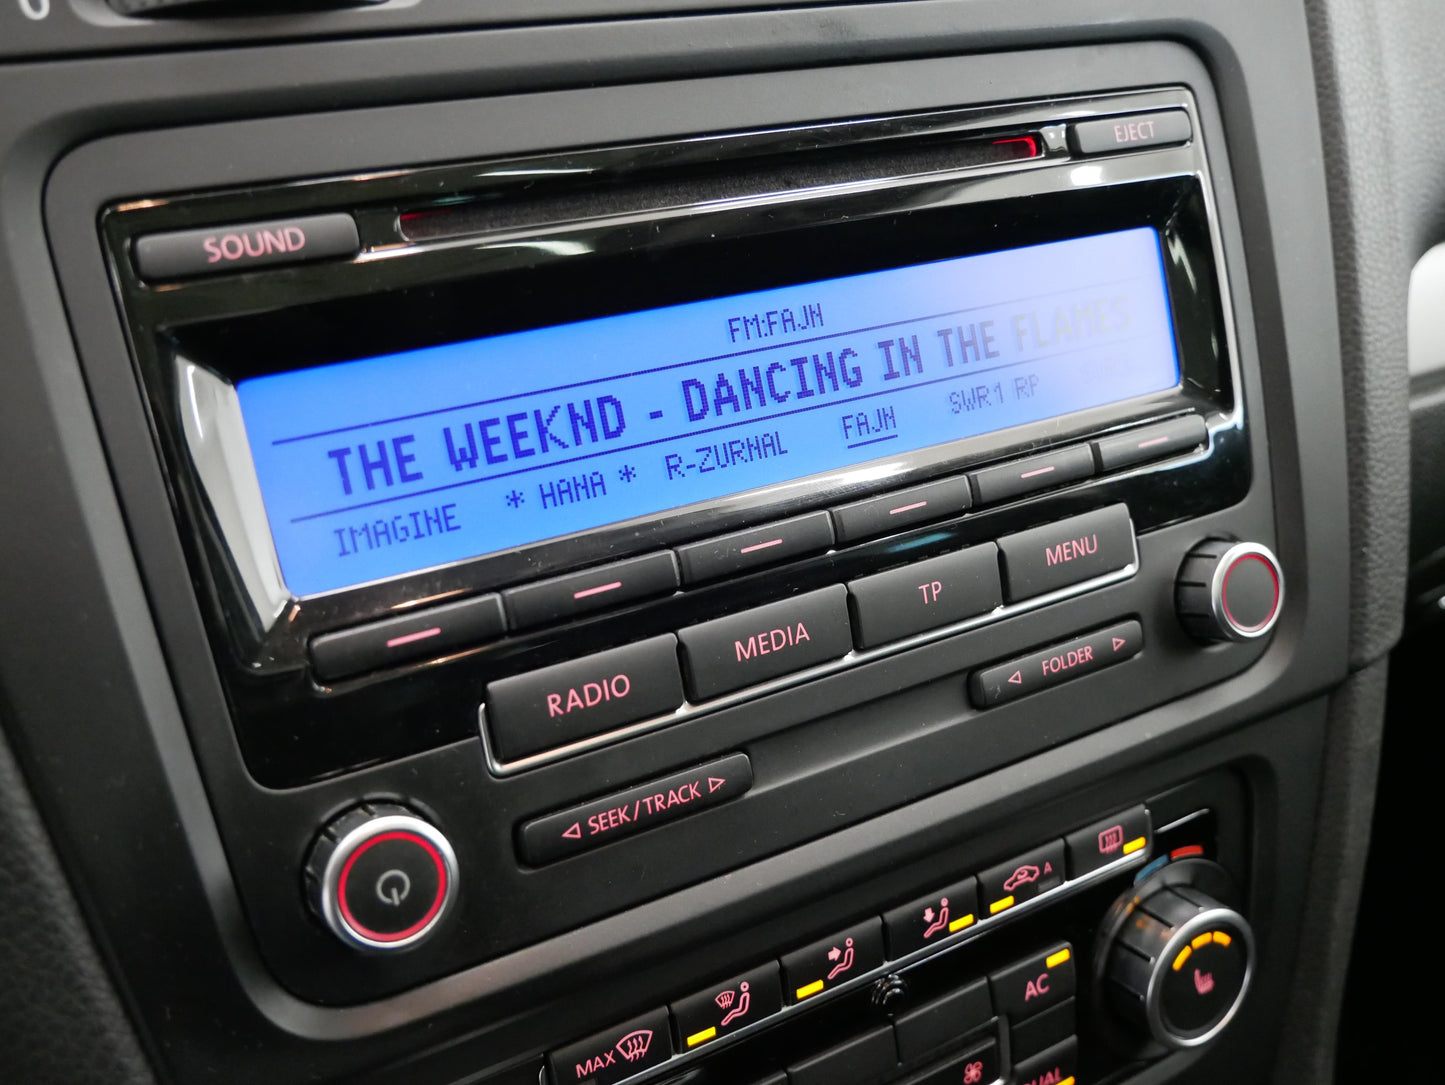 EJECT
SOUND
FM:FAJN
THE WEEKND - DANCING IN THE FLAMES
IMAGINE * HANA * R-ZURNAL FAJN SWR1 RP
RADIO MEDIA TP MENU
◁ FOLDER ▷
◁ SEEK/TRACK ▷
A
MAX
AC